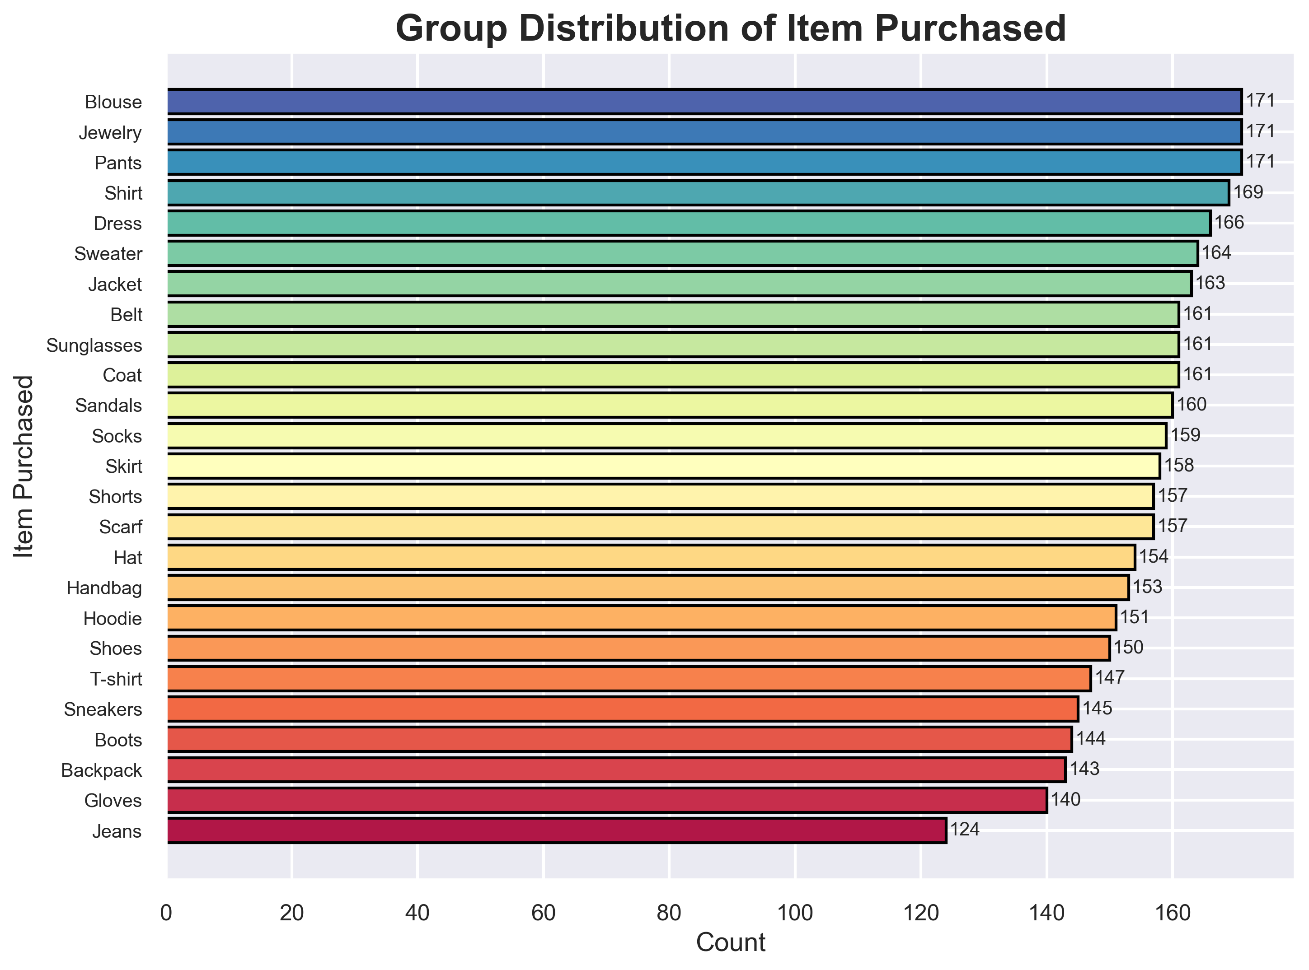 Group Distribution of Item Purchased
Item Purchased
Blouse 171
Jewelry 171
Pants 171
Shirt 169
Dress 166
Sweater 164
Jacket 163
Belt 161
Sunglasses 161
Coat 161
Sandals 160
Socks 159
Skirt 158
Shorts 157
Scarf 157
Hat 154
Handbag 153
Hoodie 151
Shoes 150
T-shirt 147
Sneakers 145
Boots 144
Backpack 143
Gloves 140
Jeans 124
0 20 40 60 80 100 120 140 160
Count